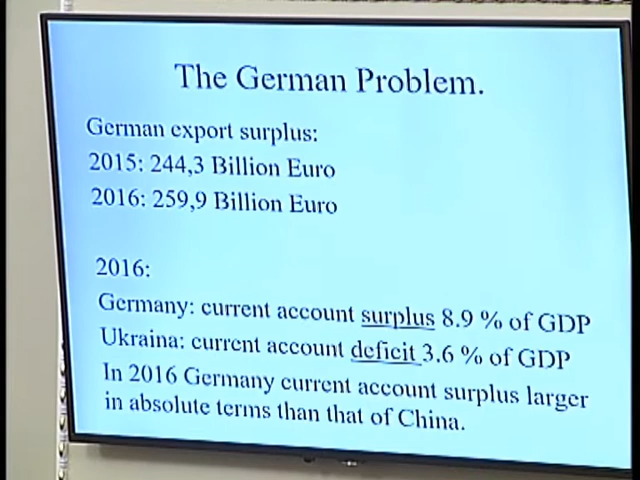 The German Problem.
German export surplus:
2015: 244,3 Billion Euro
2016: 259,9 Billion Euro
2016:
Germany: current account surplus 8.9 % of GDP
Ukraina: current account deficit 3.6 % of GDP
In 2016 Germany current account surplus larger
in absolute terms than that of China.